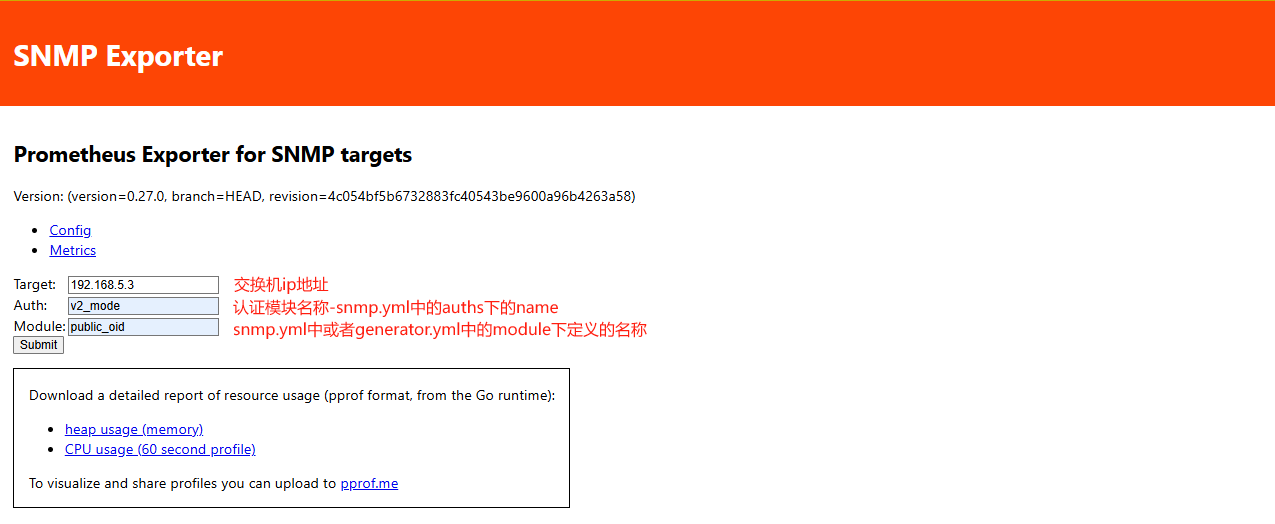 SNMP Exporter
Prometheus Exporter for SNMP targets
Version: (version=0.27.0, branch=HEAD, revision=4c054bf5b6732883fc40543be9600a96b4263a58)
Config
Metrics
Target: 192.168.5.3 交换机ip地址
Auth: v2_mode 认证模块名称-snmp.yml中的auths下的name
Module: public_oid snmp.yml中或者generator.yml中的module下定义的名称
Submit
Download a detailed report of resource usage (pprof format, from the Go runtime):
heap usage (memory)
CPU usage (60 second profile)
To visualize and share profiles you can upload to pprof.me